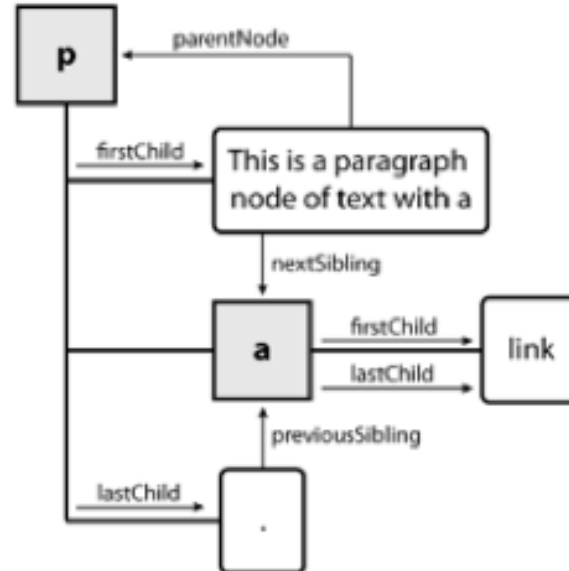 p
parentNode
firstChild
This is a paragraph
node of text with a
nextSibling
a
firstChild
link
lastChild
previousSibling
lastChild
.